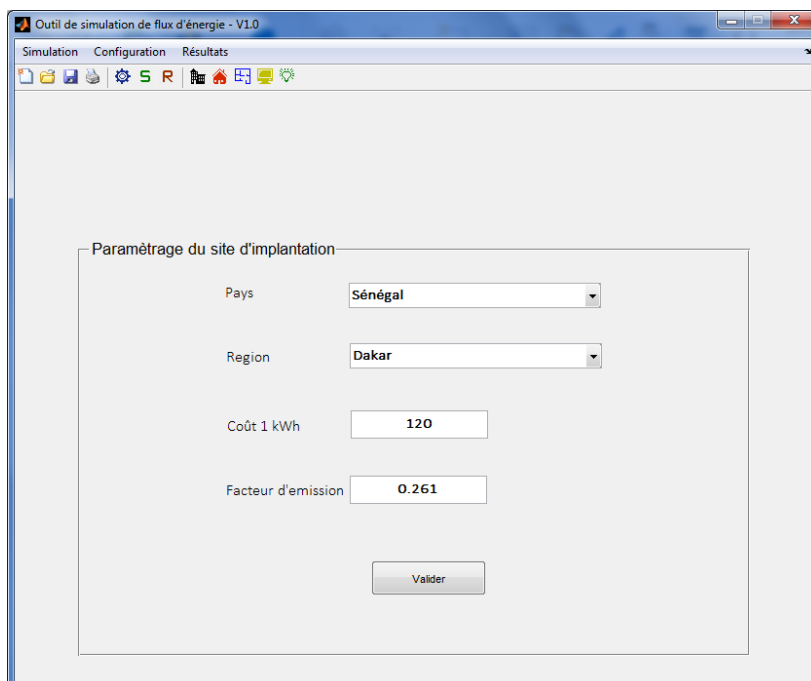 Outil de simulation de flux d'énergie - V1.0
Simulation Configuration Résultats
S R
Paramètrage du site d'implantation
Pays Sénégal
Region Dakar
Coût 1 kWh 120
Facteur d'emission 0.261
Valider